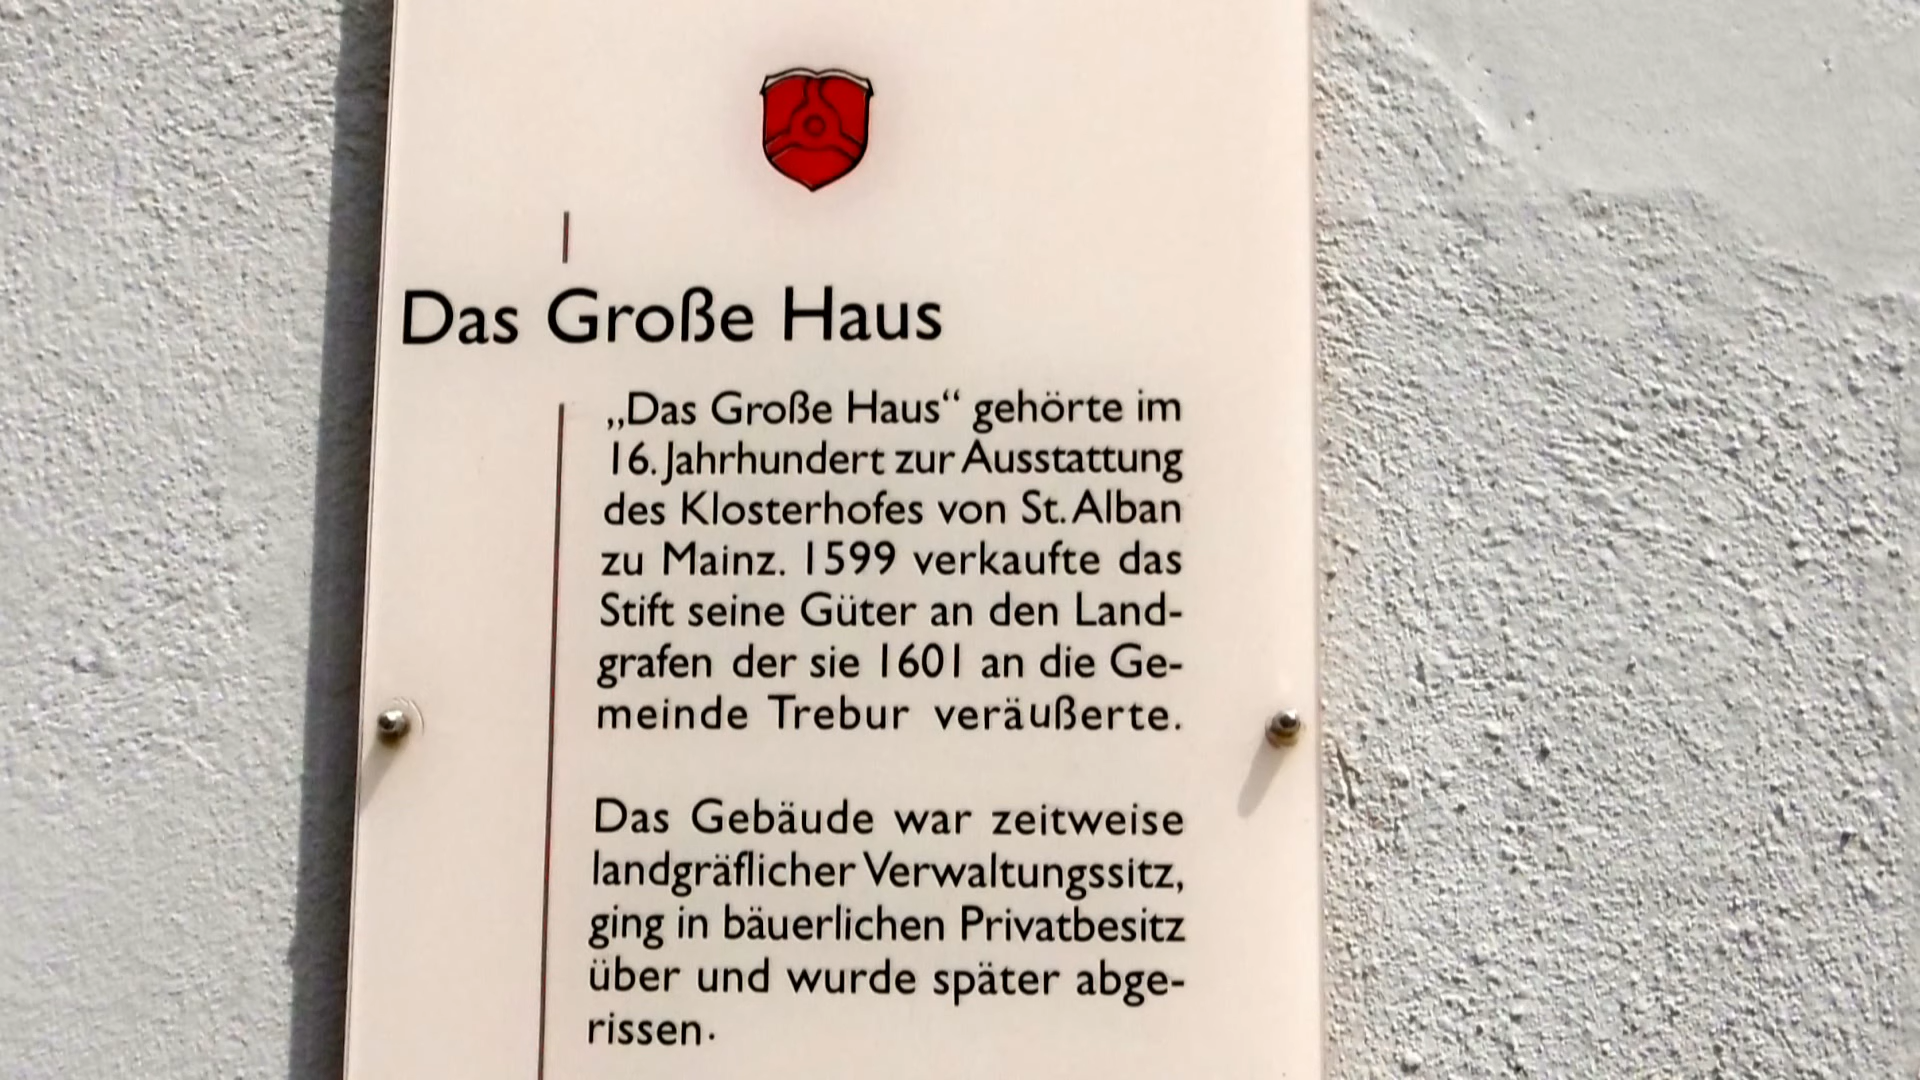 Das Große Haus
„Das Große Haus“ gehörte im
16. Jahrhundert zur Ausstattung
des Klosterhofes von St. Alban
zu Mainz. 1599 verkaufte das
Stift seine Güter an den Land-
grafen der sie 1601 an die Ge-
meinde Trebur veräußerte.
Das Gebäude war zeitweise
landgräflicher Verwaltungssitz,
ging in bäuerlichen Privatbesitz
über und wurde später abge-
rissen.